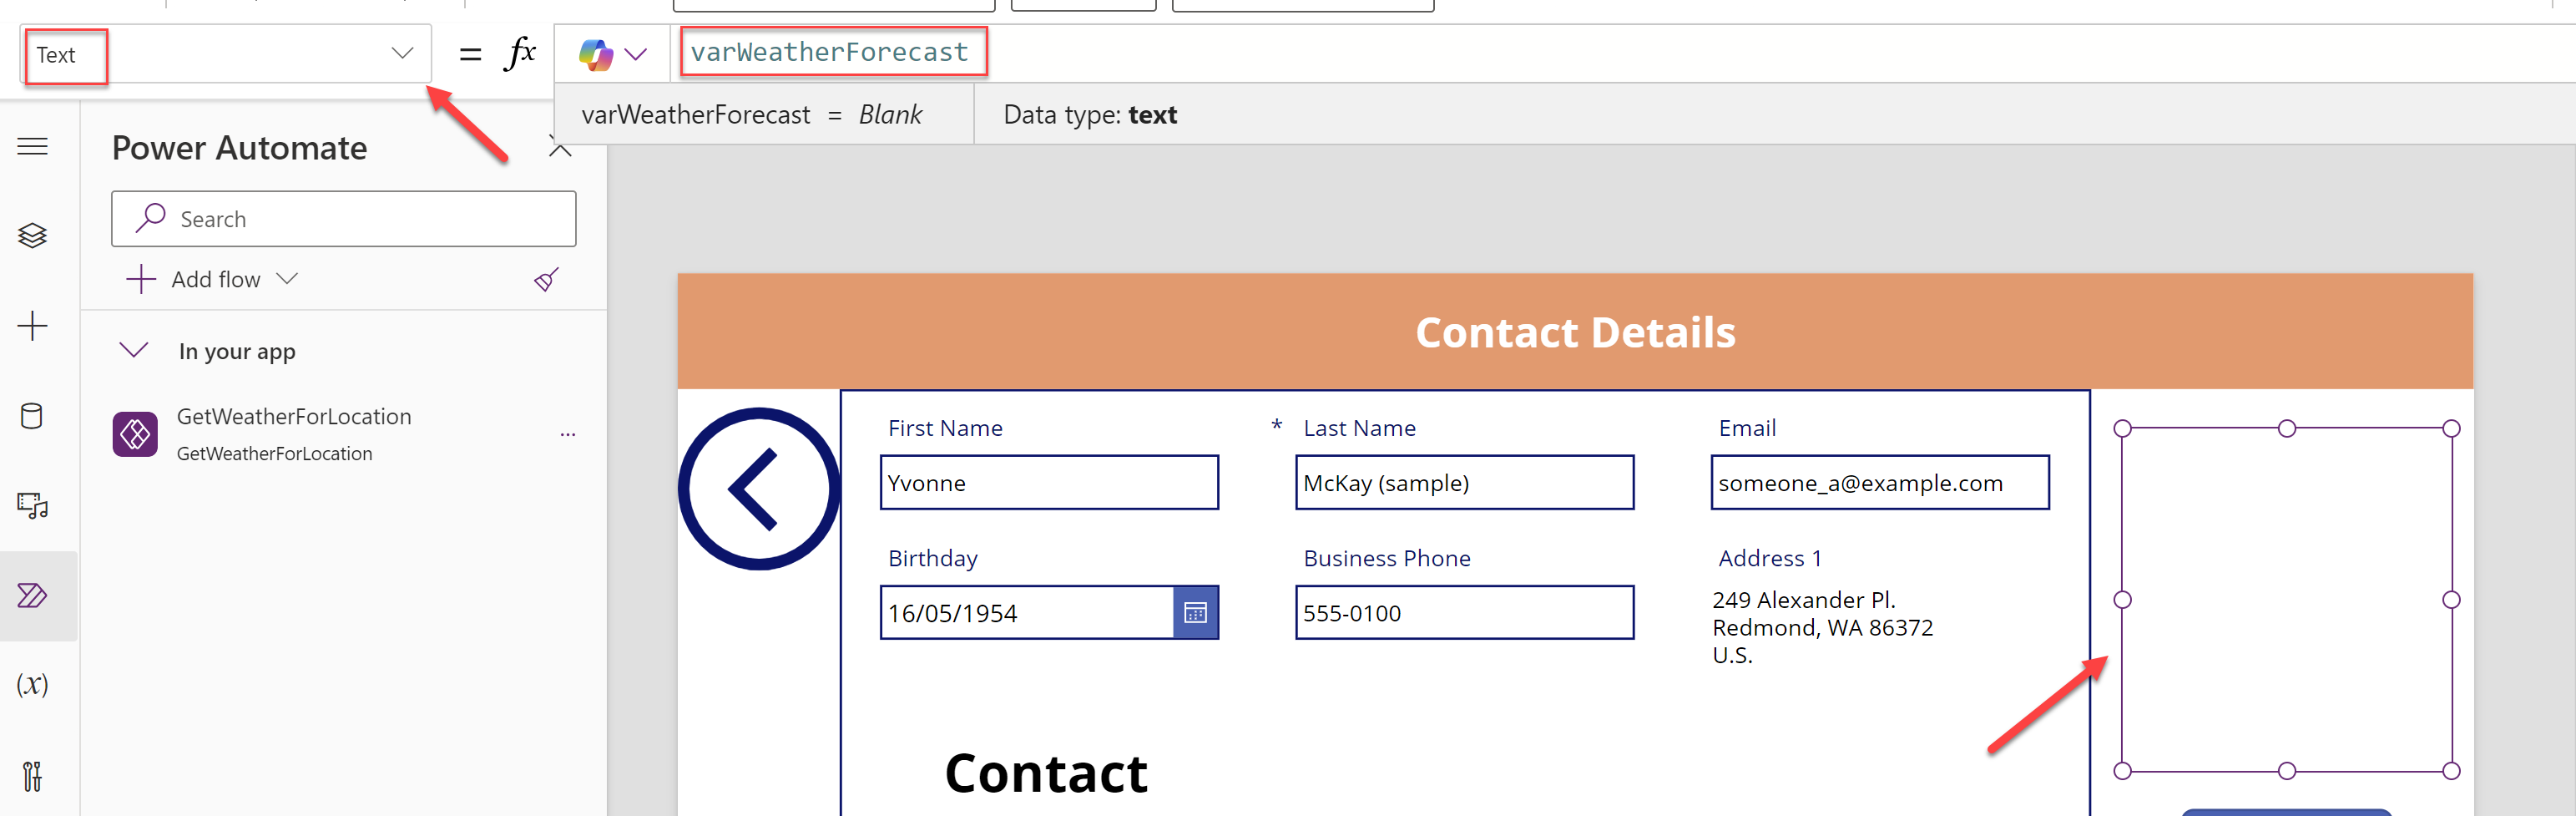 Text
= fx
varWeatherForecast
varWeatherForecast = Blank
Data type: text
Power Automate
Search
Add flow
In your app
GetWeatherForLocation
...
GetWeatherForLocation
(x)
Contact Details
First Name
* Last Name
Email
Yvonne
McKay (sample)
someone_a@example.com
Birthday
Business Phone
Address 1
16/05/1954
555-0100
249 Alexander Pl.
Redmond, WA 86372
U.S.
Contact